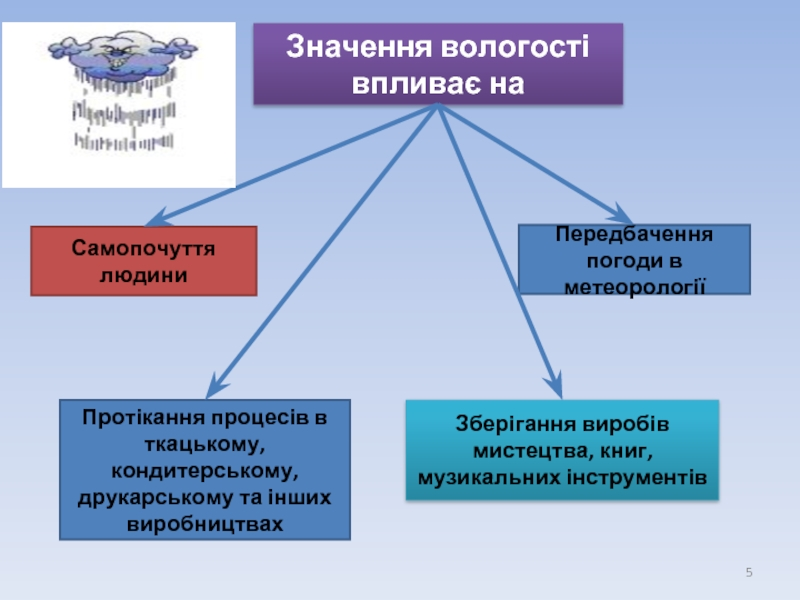 Значення вологості
впливає на
Самопочуття
людини
Передбачення
погоди в
метеорології
Протікання процесів в
ткацькому,
кондитерському,
друкарському та інших
виробництвах
Зберігання виробів
мистецтва, книг,
музикальних інструментів
5